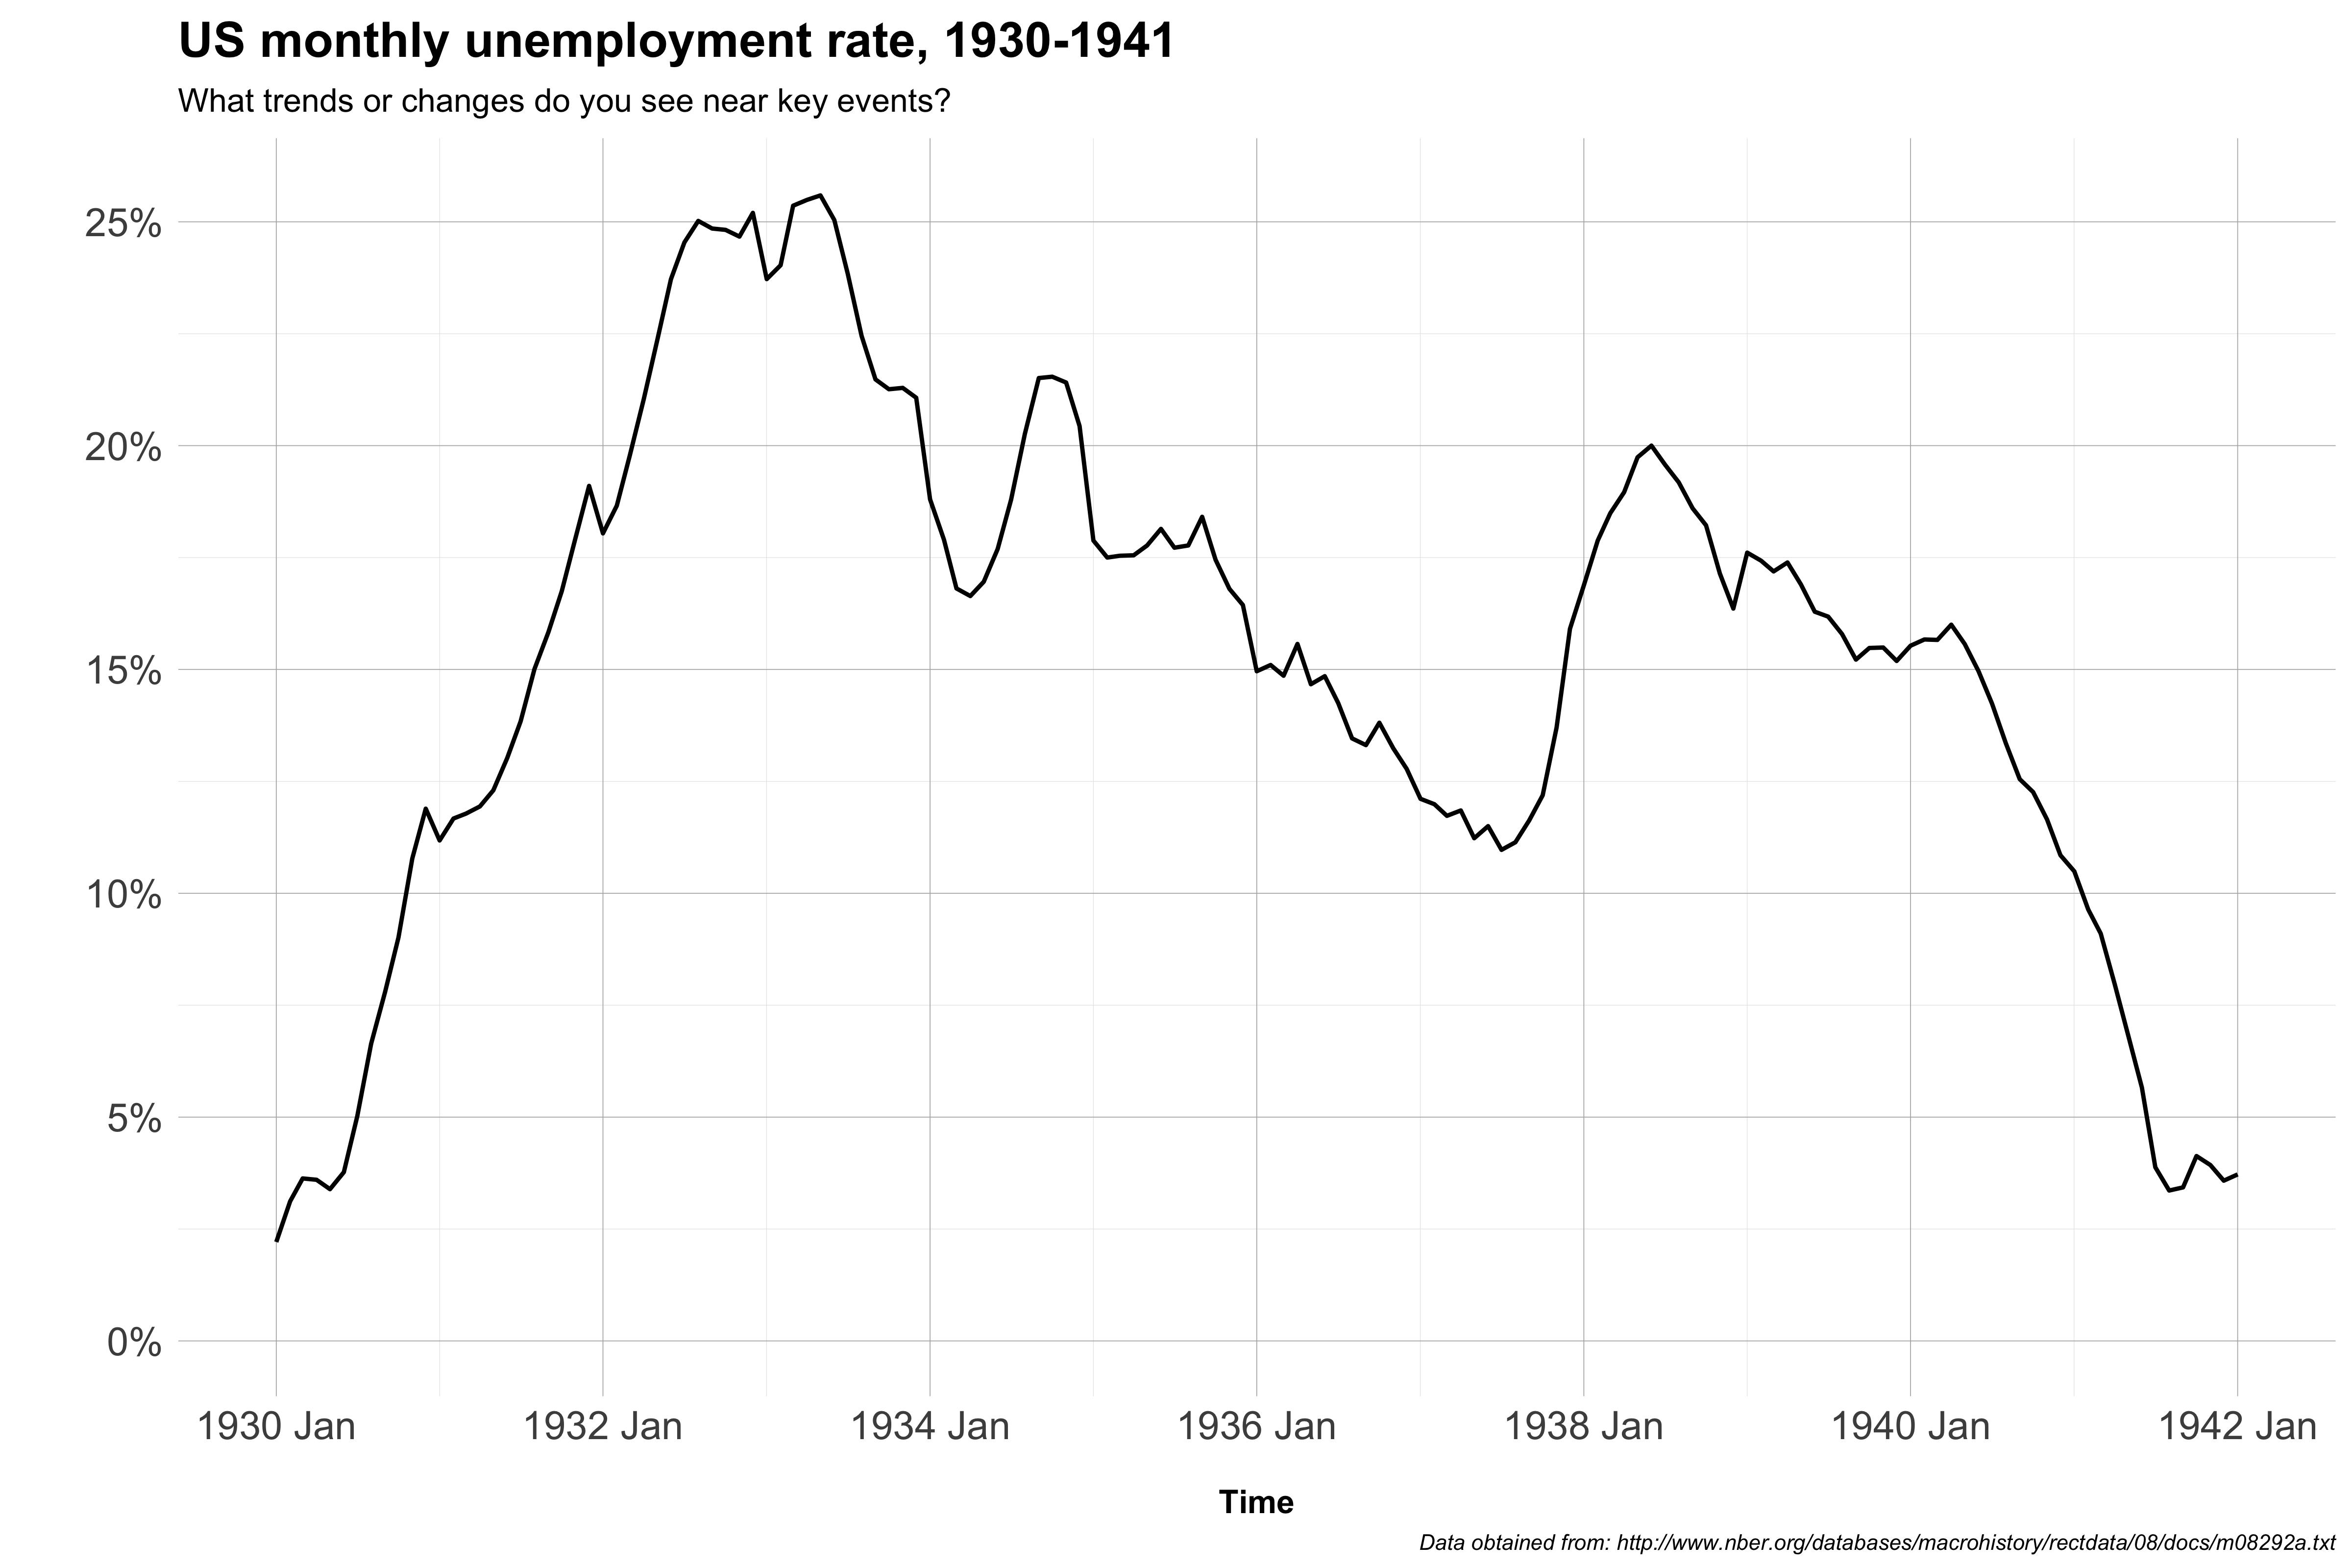 US monthly unemployment rate, 1930-1941
What trends or changes do you see near key events?
25%
20%
15%
10%
5%
0%
1930 Jan 1932 Jan 1934 Jan 1936 Jan 1938 Jan 1940 Jan 1942 Jan
Time
Data obtained from: http://www.nber.org/databases/macrohistory/rectdata/08/docs/m08292a.txt